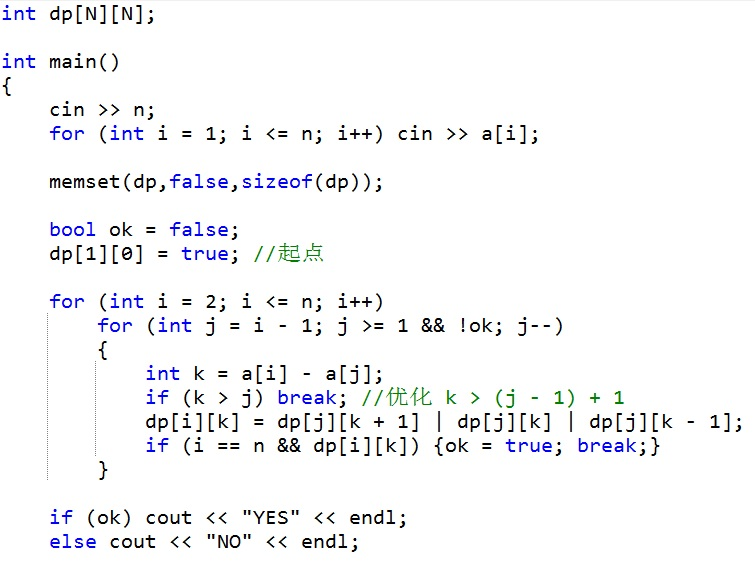 int dp[N][N];
int main()
{
cin >> n;
for (int i = 1; i <= n; i++) cin >> a[i];
memset(dp,false,sizeof(dp));
bool ok = false;
dp[1][0] = true; //起点
for (int i = 2; i <= n; i++)
for (int j = i - 1; j >= 1 && !ok; j--)
{
int k = a[i] - a[j];
if (k > j) break; //优化 k > (j - 1) + 1
dp[i][k] = dp[j][k + 1] | dp[j][k] | dp[j][k - 1];
if (i == n && dp[i][k]) {ok = true; break;}
}
if (ok) cout << "YES" << endl;
else cout << "NO" << endl;